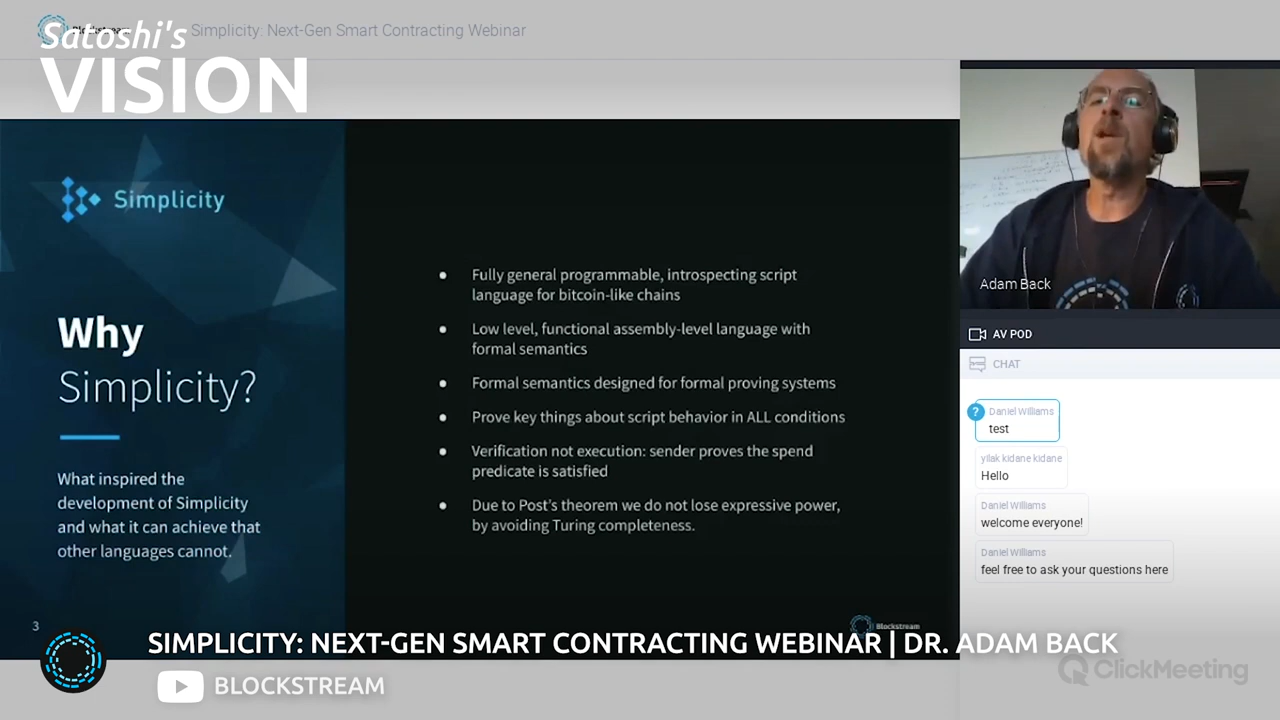 Satoshi's
VISION
Simplicity: Next-Gen Smart Contracting Webinar
Simplicity
Why
Simplicity?
What inspired the
development of Simplicity
and what it can achieve that
other languages cannot.
3
Fully general programmable, introspecting script
language for bitcoin-like chains
Low level, functional assembly-level language with
formal semantics
Formal semantics designed for formal proving systems
Prove key things about script behavior in ALL conditions
Verification not execution: sender proves the spend
predicate is satisfied
Due to Post's theorem we do not lose expressive power,
by avoiding Turing completeness.
Blockstream
Adam Back
AV POD
CHAT
?
Daniel Williams
test
yilak kidane kidane
Hello
Daniel Williams
welcome everyone!
Daniel Williams
feel free to ask your questions here
SIMPLICITY: NEXT-GEN SMART CONTRACTING WEBINAR | DR. ADAM BACK
BLOCKSTREAM
ClickMeeting